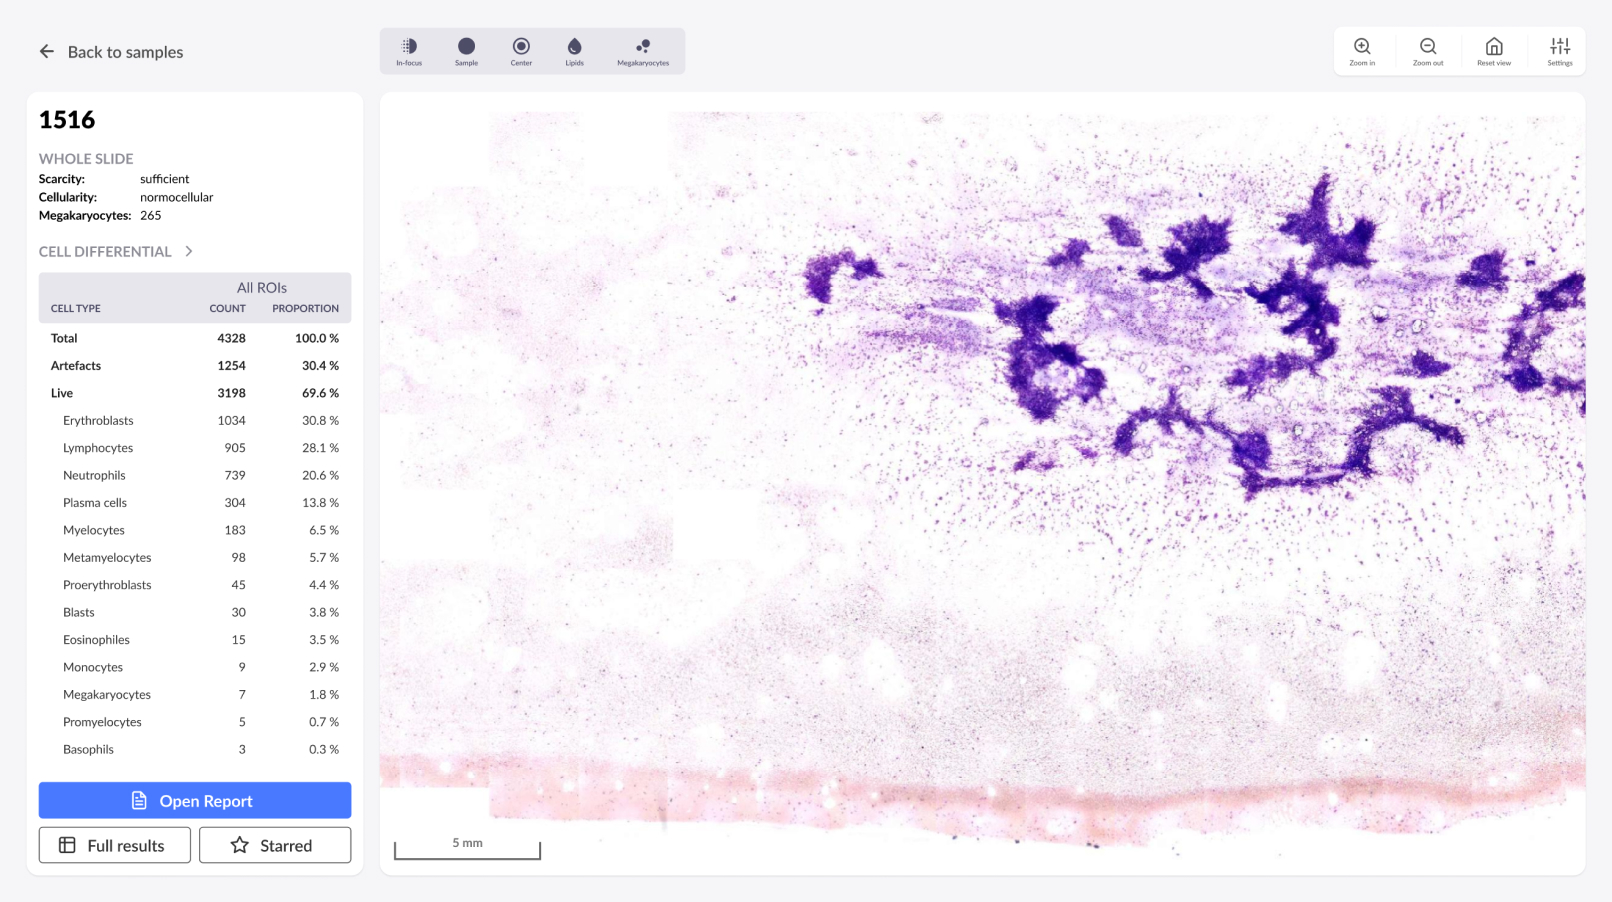 Back to samples
In-focus
Sample
Center
Lipids
Megakaryocytes
Zoom in
Zoom out
Reset view
Settings
1516
WHOLE SLIDE
Scarcity: sufficient
Cellularity: normocellular
Megakaryocytes: 265
CELL DIFFERENTIAL
All ROIs
CELL TYPE COUNT PROPORTION
Total 4328 100.0 %
Artefacts 1254 30.4 %
Live 3198 69.6 %
Erythroblasts 1034 30.8 %
Lymphocytes 905 28.1 %
Neutrophils 739 20.6 %
Plasma cells 304 13.8 %
Myelocytes 183 6.5 %
Metamyelocytes 98 5.7 %
Proerythroblasts 45 4.4 %
Blasts 30 3.8 %
Eosinophiles 15 3.5 %
Monocytes 9 2.9 %
Megakaryocytes 7 1.8 %
Promyelocytes 5 0.7 %
Basophils 3 0.3 %
Open Report
Full results
Starred
5 mm